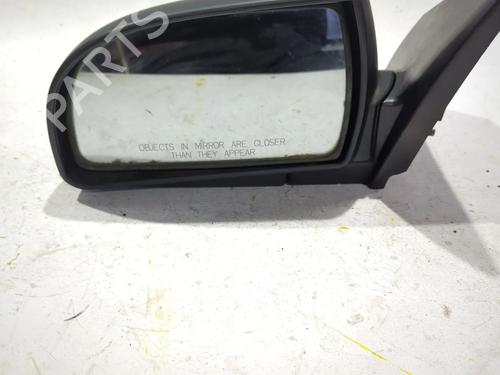 PARTS
OBJECTS IN MIRROR ARE CLOSER
THAN THEY APPEAR